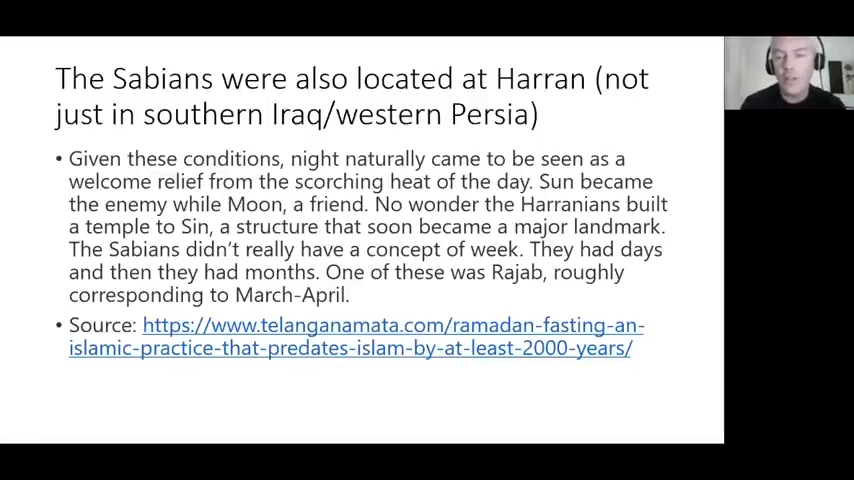 The Sabians were also located at Harran (not
just in southern Iraq/western Persia)
• Given these conditions, night naturally came to be seen as a
welcome relief from the scorching heat of the day. Sun became
the enemy while Moon, a friend. No wonder the Harranians built
a temple to Sin, a structure that soon became a major landmark.
The Sabians didn’t really have a concept of week. They had days
and then they had months. One of these was Rajab, roughly
corresponding to March-April.
• Source: https://www.telanganamata.com/ramadan-fasting-an-
islamic-practice-that-predates-islam-by-at-least-2000-years/